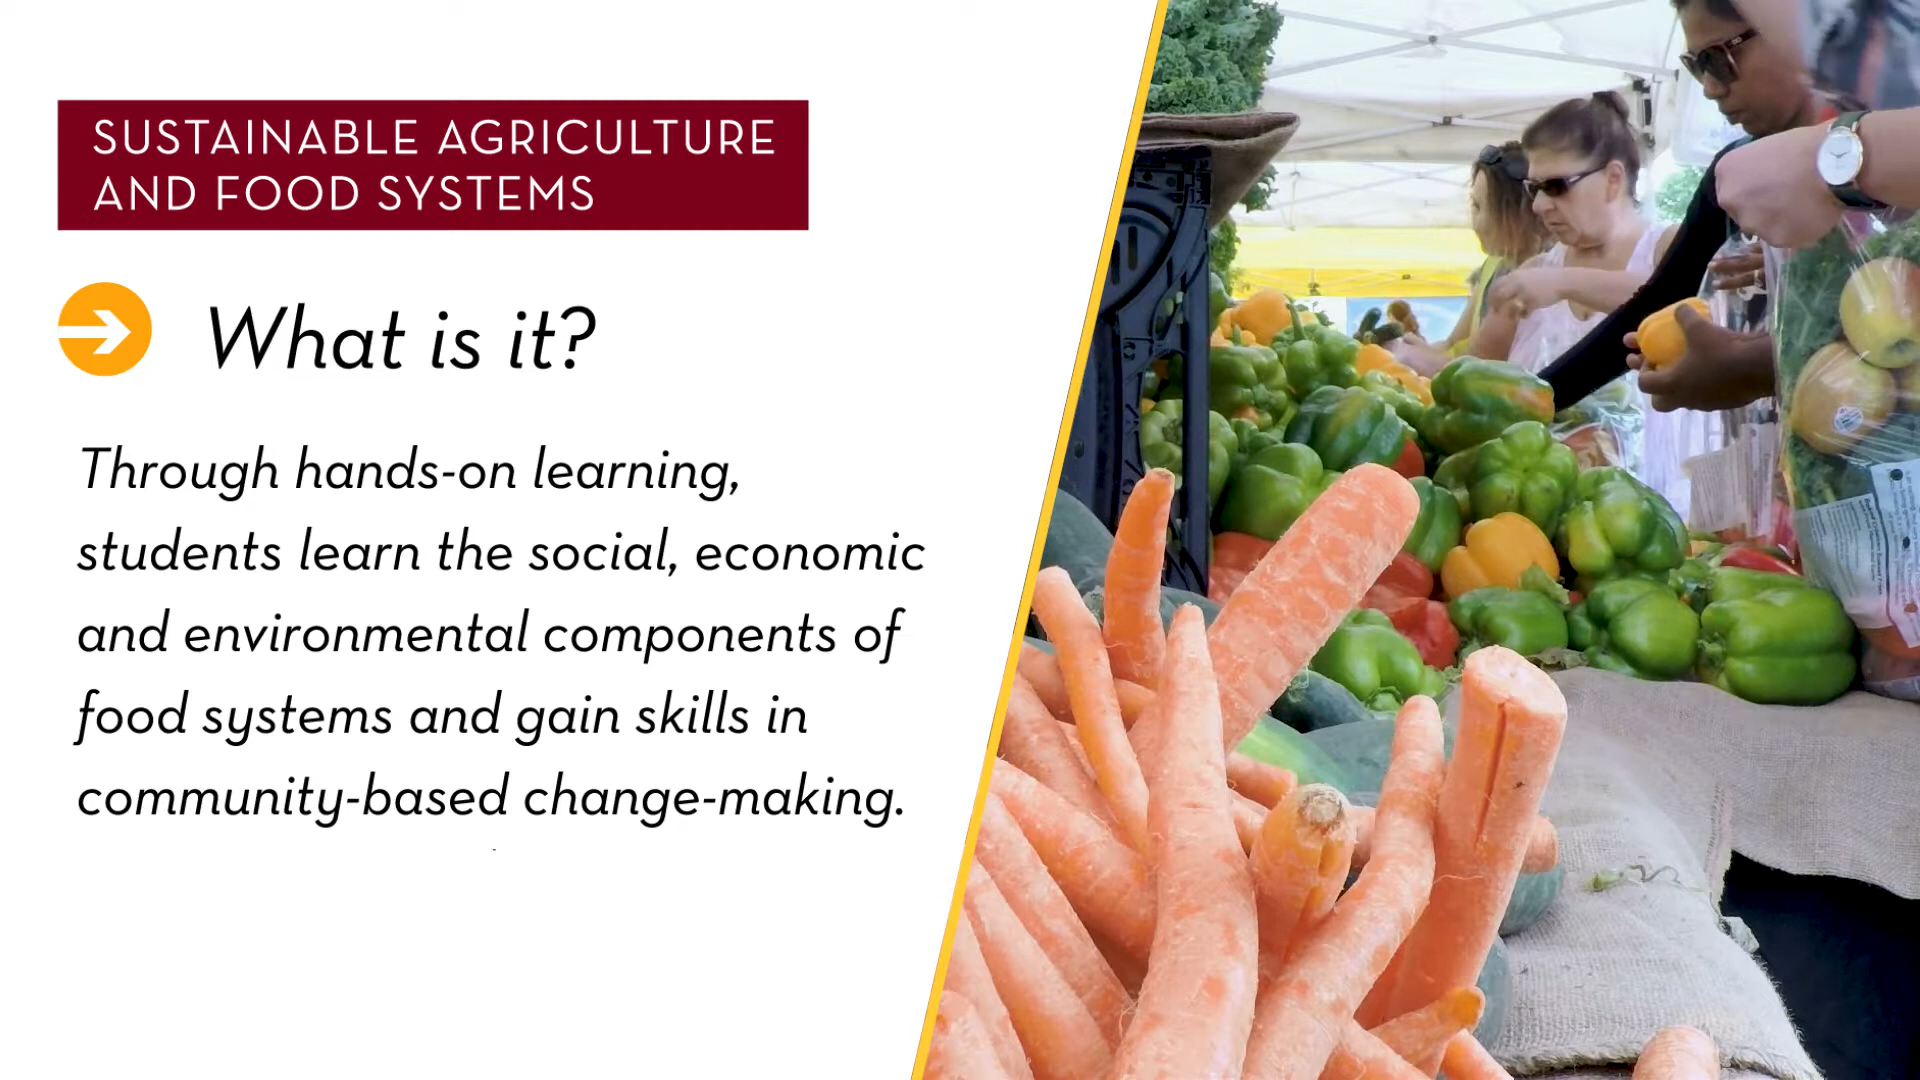 SUSTAINABLE AGRICULTURE
AND FOOD SYSTEMS
What is it?
Through hands-on learning,
students learn the social, economic
and environmental components of
food systems and gain skills in
community-based change-making.